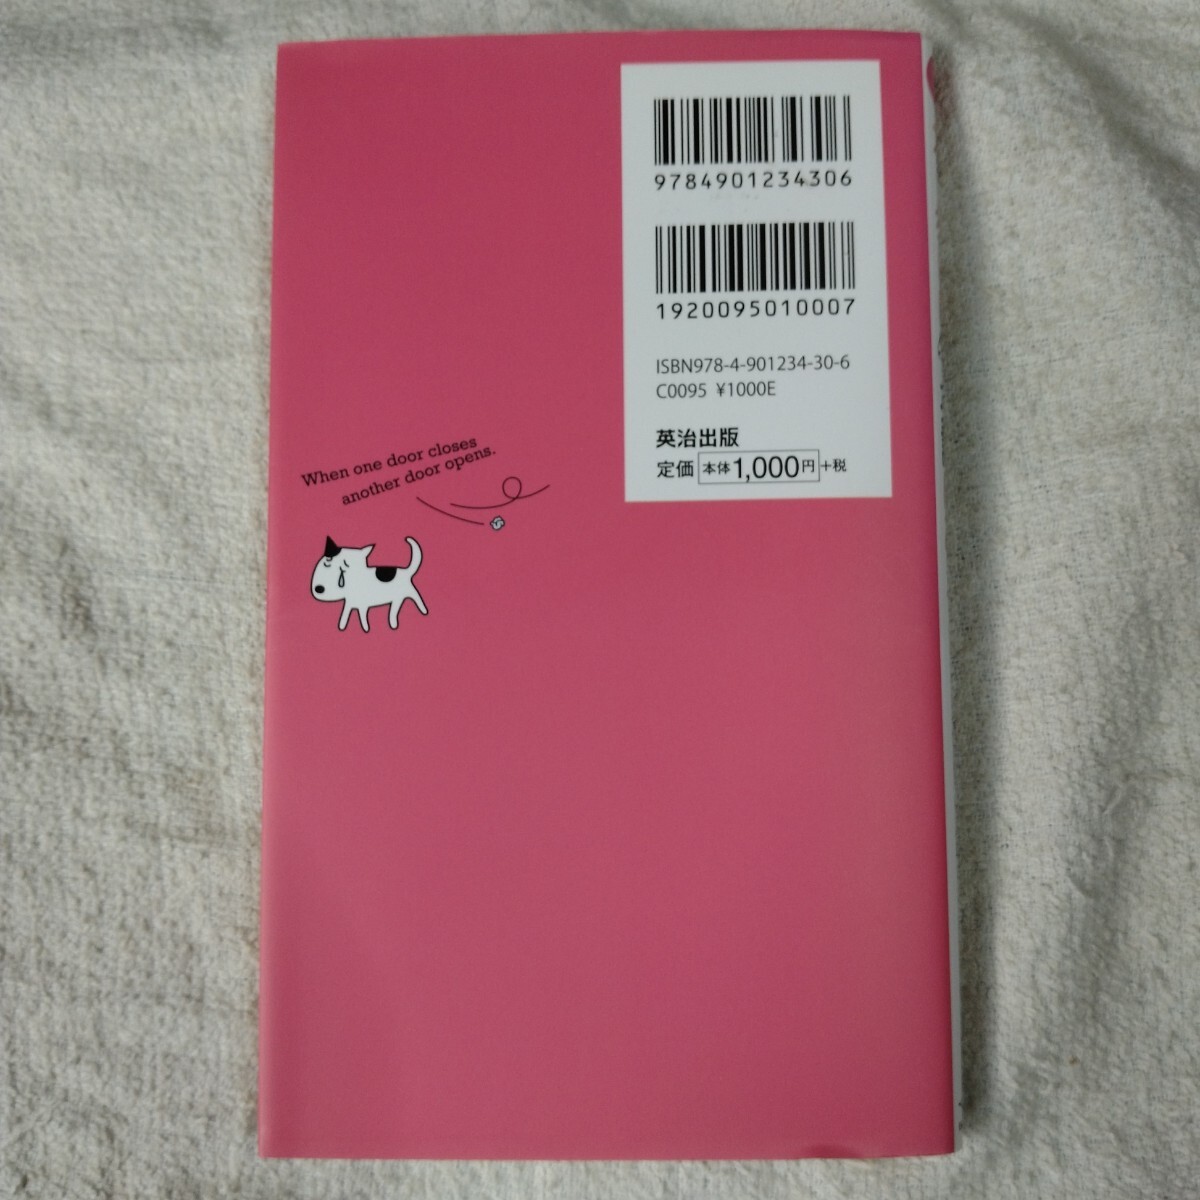 9784901234306
1920095010007
ISBN978-4-901234-30-6
C0095 ¥1000E
英治出版
定価 本体1,000円+税
When one door closes
another door opens.